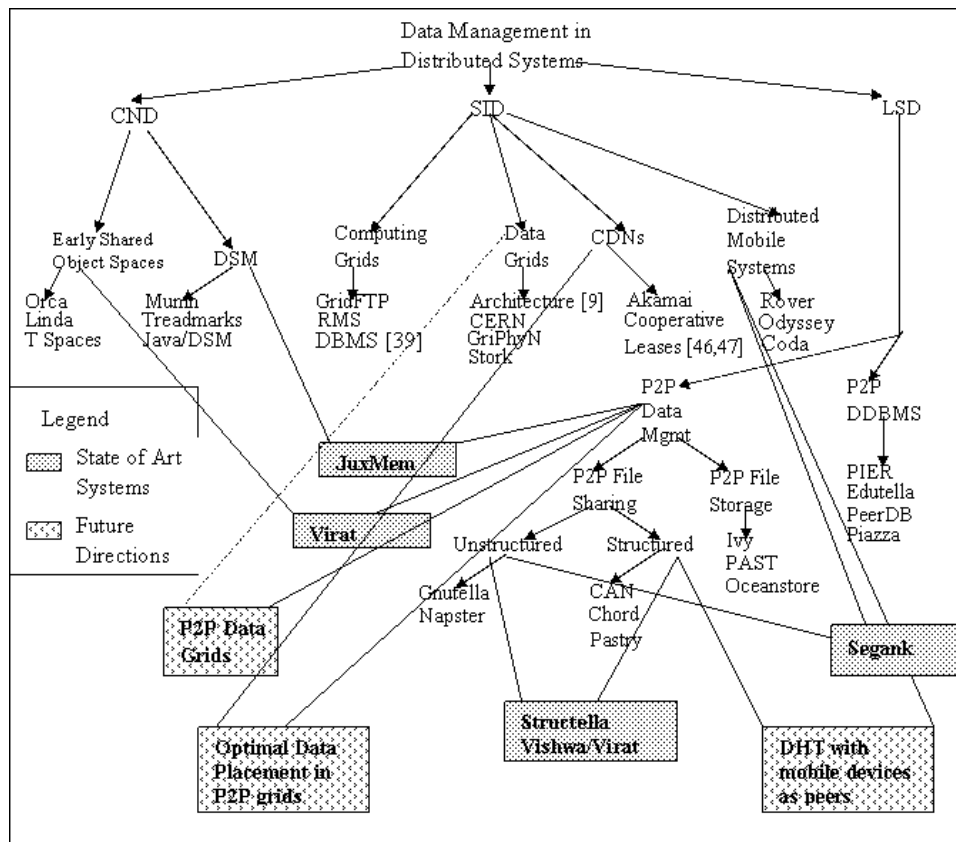 Data Management in
Distributed Systems
CND
SID
LSD
Early Shared
Object Spaces
DSM
Computing
Grids
Data
Grids
CDNs
Distributed
Mobile
Systems
Orca
Linda
T Spaces
Munin
Treadmarks
Java/DSM
GridFTP
RMS
DBMS [39]
Architecture [9]
CERN
GriPhyN
Stork
Akamai
Cooperative
Leases [46,47]
Rover
Odyssey
Coda
P2P
Data
Mgmt
P2P
DDBMS
Legend
State of Art
Systems
Future
Directions
JuxMem
Virat
P2P File
Sharing
P2P File
Storage
PIER
Edutella
PeerDB
Piazza
Unstructured
Structured
Ivy
PAST
Oceanstore
Gnutella
Napster
CAN
Chord
Pastry
P2P Data
Grids
Segank
Optimal Data
Placement in
P2P grids
Structella
Vishwa/Virat
DHT with
mobile devices
as peers